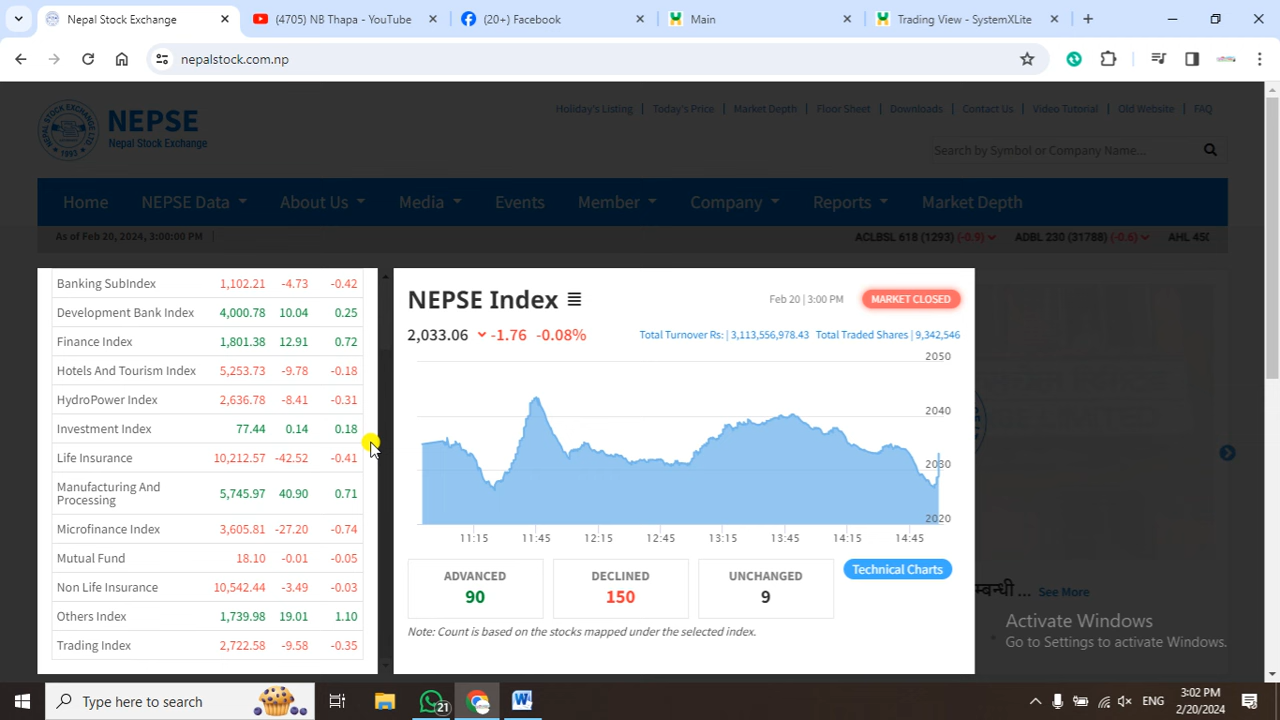 Nepal Stock Exchange
(4705) NB Thapa - YouTube
(20+) Facebook
Main
Trading View - SystemXLite
nepalstock.com.np
NEPAL STOCK EXCHANGE LTD.
1993
NEPSE
Nepal Stock Exchange
Holiday's Listing | Today's Price | Market Depth | Floor Sheet | Downloads | Contact Us | Video Tutorial | Old Website | FAQ
Search by Symbol or Company Name...
Home NEPSE Data About Us Media Events Member Company Reports Market Depth
As of Feb 20, 2024, 3:00:00 PM |
ACLBSL 618 (1293) (-0.9) ADBL 230 (31788) (-0.6) AHL 450
Banking SubIndex 1,102.21 -4.73 -0.42
Development Bank Index 4,000.78 10.04 0.25
Finance Index 1,801.38 12.91 0.72
Hotels And Tourism Index 5,253.73 -9.78 -0.18
HydroPower Index 2,636.78 -8.41 -0.31
Investment Index 77.44 0.14 0.18
Life Insurance 10,212.57 -42.52 -0.41
Manufacturing And
Processing 5,745.97 40.90 0.71
Microfinance Index 3,605.81 -27.20 -0.74
Mutual Fund 18.10 -0.01 -0.05
Non Life Insurance 10,542.44 -3.49 -0.03
Others Index 1,739.98 19.01 1.10
Trading Index 2,722.58 -9.58 -0.35
NEPSE Index
Feb 20 | 3:00 PM
MARKET CLOSED
2,033.06 -1.76 -0.08%
Total Turnover Rs: | 3,113,556,978.43 Total Traded Shares | 9,342,546
2050
2040
2030
2020
11:15 11:45 12:15 12:45 13:15 13:45 14:15 14:45
ADVANCED
90
DECLINED
150
UNCHANGED
9
Technical Charts
Note: Count is based on the stocks mapped under the selected index.
म्बन्धी ... See More
Activate Windows
Go to Settings to activate Windows.
Type here to search
21
W
ENG
3:02 PM
2/20/2024